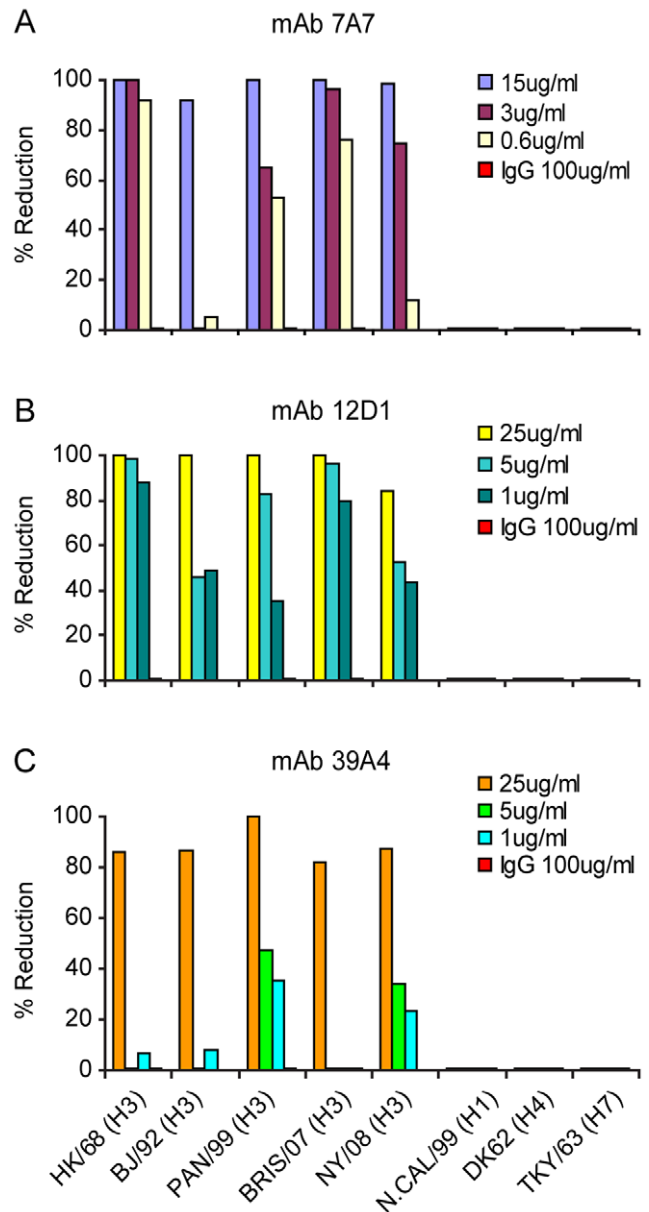 A
mAb 7A7
% Reduction
100
80
60
40
20
0
15ug/ml
3ug/ml
0.6ug/ml
IgG 100ug/ml
B
mAb 12D1
% Reduction
100
80
60
40
20
0
25ug/ml
5ug/ml
1ug/ml
IgG 100ug/ml
C
mAb 39A4
% Reduction
100
80
60
40
20
0
25ug/ml
5ug/ml
1ug/ml
IgG 100ug/ml
HK/68 (H3)
BJ/92 (H3)
PAN/99 (H3)
BRIS/07 (H3)
NY/08 (H3)
N.CAL/99 (H1)
DK62 (H4)
TKY/63 (H7)